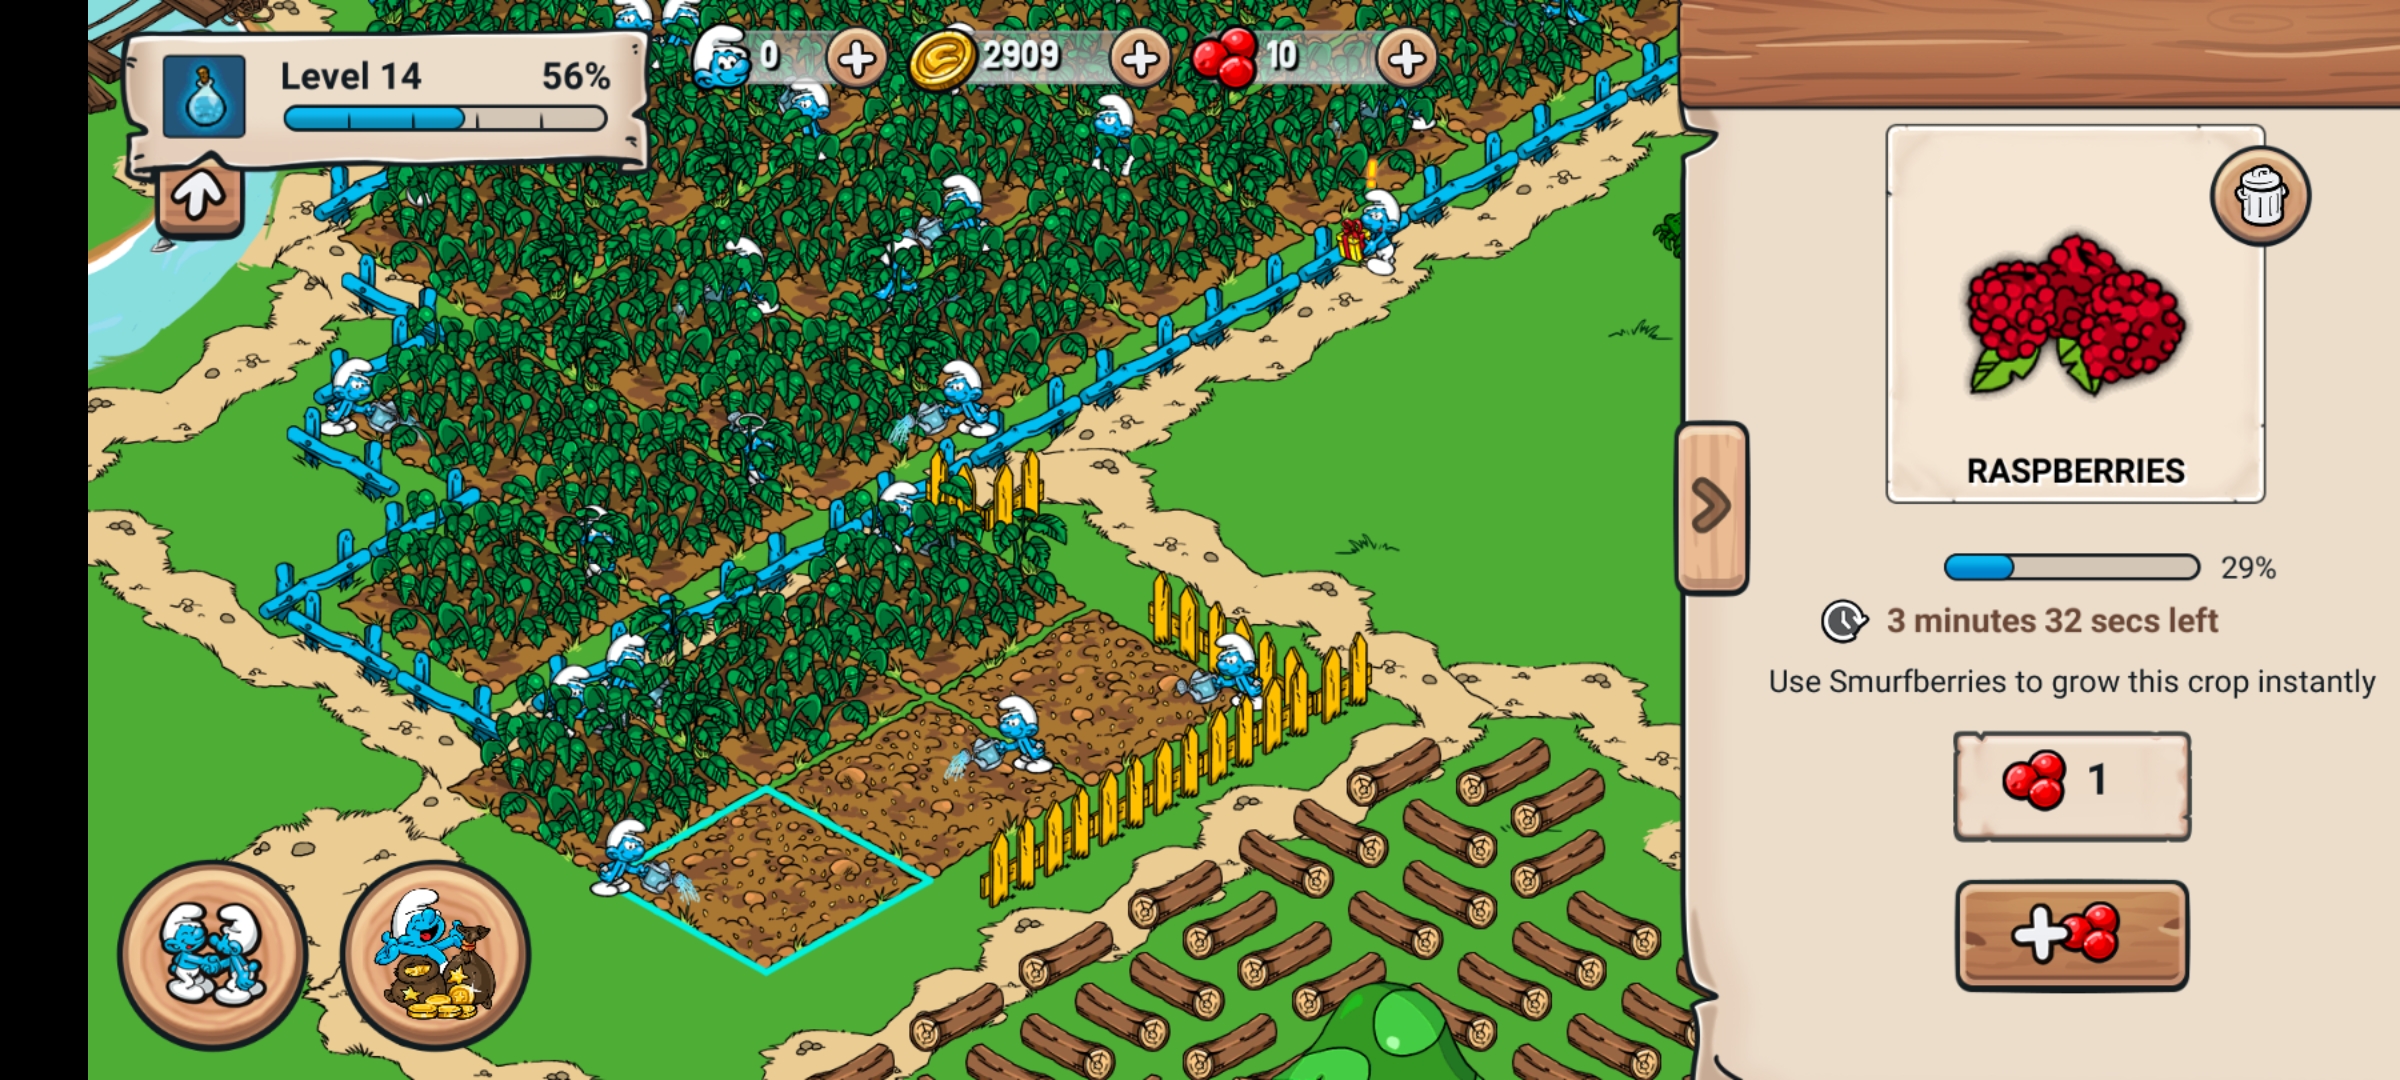 Level 14
56%
0
2909
10
RASPBERRIES
29%
3 minutes 32 secs left
Use Smurfberries to grow this crop instantly
1